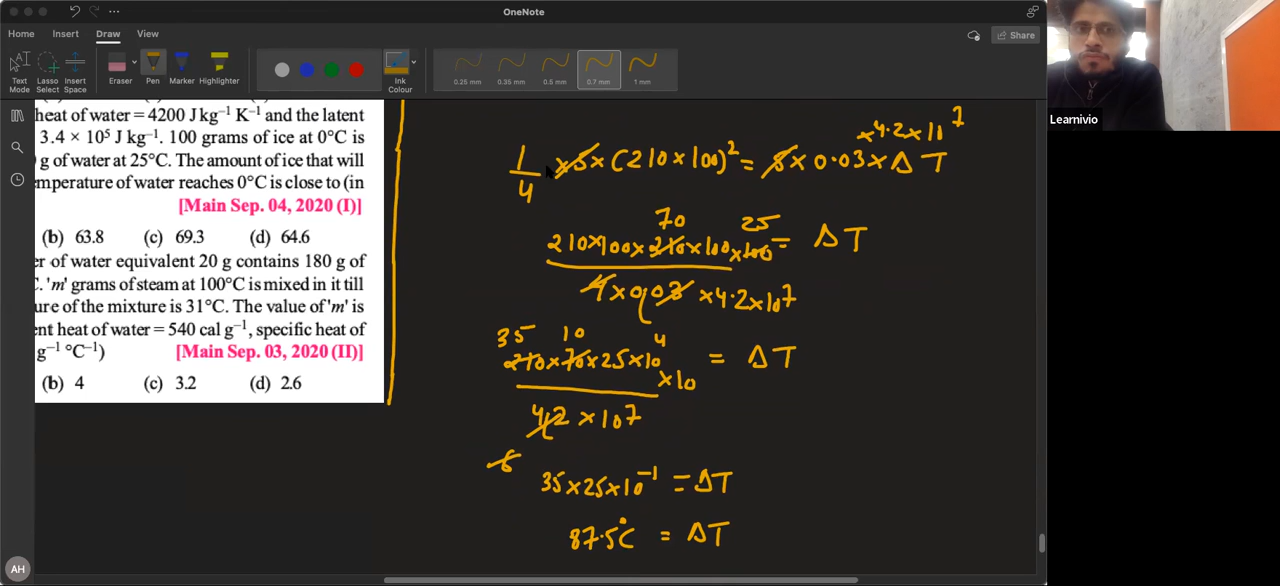 OneNote
Home Insert Draw View
Share
Text Mode
Lasso Select
Insert Space
Eraser
Pen
Marker
Highlighter
Ink Colour
0.25 mm 0.35 mm 0.5 mm 0.7 mm 1 mm
Learnivio
heat of water = 4200 J kg⁻¹ K⁻¹ and the latent
3.4 × 10⁵ J kg⁻¹. 100 grams of ice at 0°C is
g of water at 25°C. The amount of ice that will
mperature of water reaches 0°C is close to (in
[Main Sep. 04, 2020 (I)]
(b) 63.8 (c) 69.3 (d) 64.6
er of water equivalent 20 g contains 180 g of
C. 'm' grams of steam at 100°C is mixed in it till
ure of the mixture is 31°C. The value of 'm' is
ent heat of water = 540 cal g⁻¹, specific heat of
g⁻¹ °C⁻¹)
[Main Sep. 03, 2020 (II)]
(b) 4 (c) 3.2 (d) 2.6
×4.2×10⁷
1/4 ×5×(210×100)² = 5×0.03×ΔT
70 25
210×100×210×100×100 = ΔT
4×0.03×4.2×10⁷
35 10
210×70×25×10⁴ = ΔT
×10
42×10⁷
6
35×25×10⁻¹ = ΔT
87.5°C = ΔT
AH